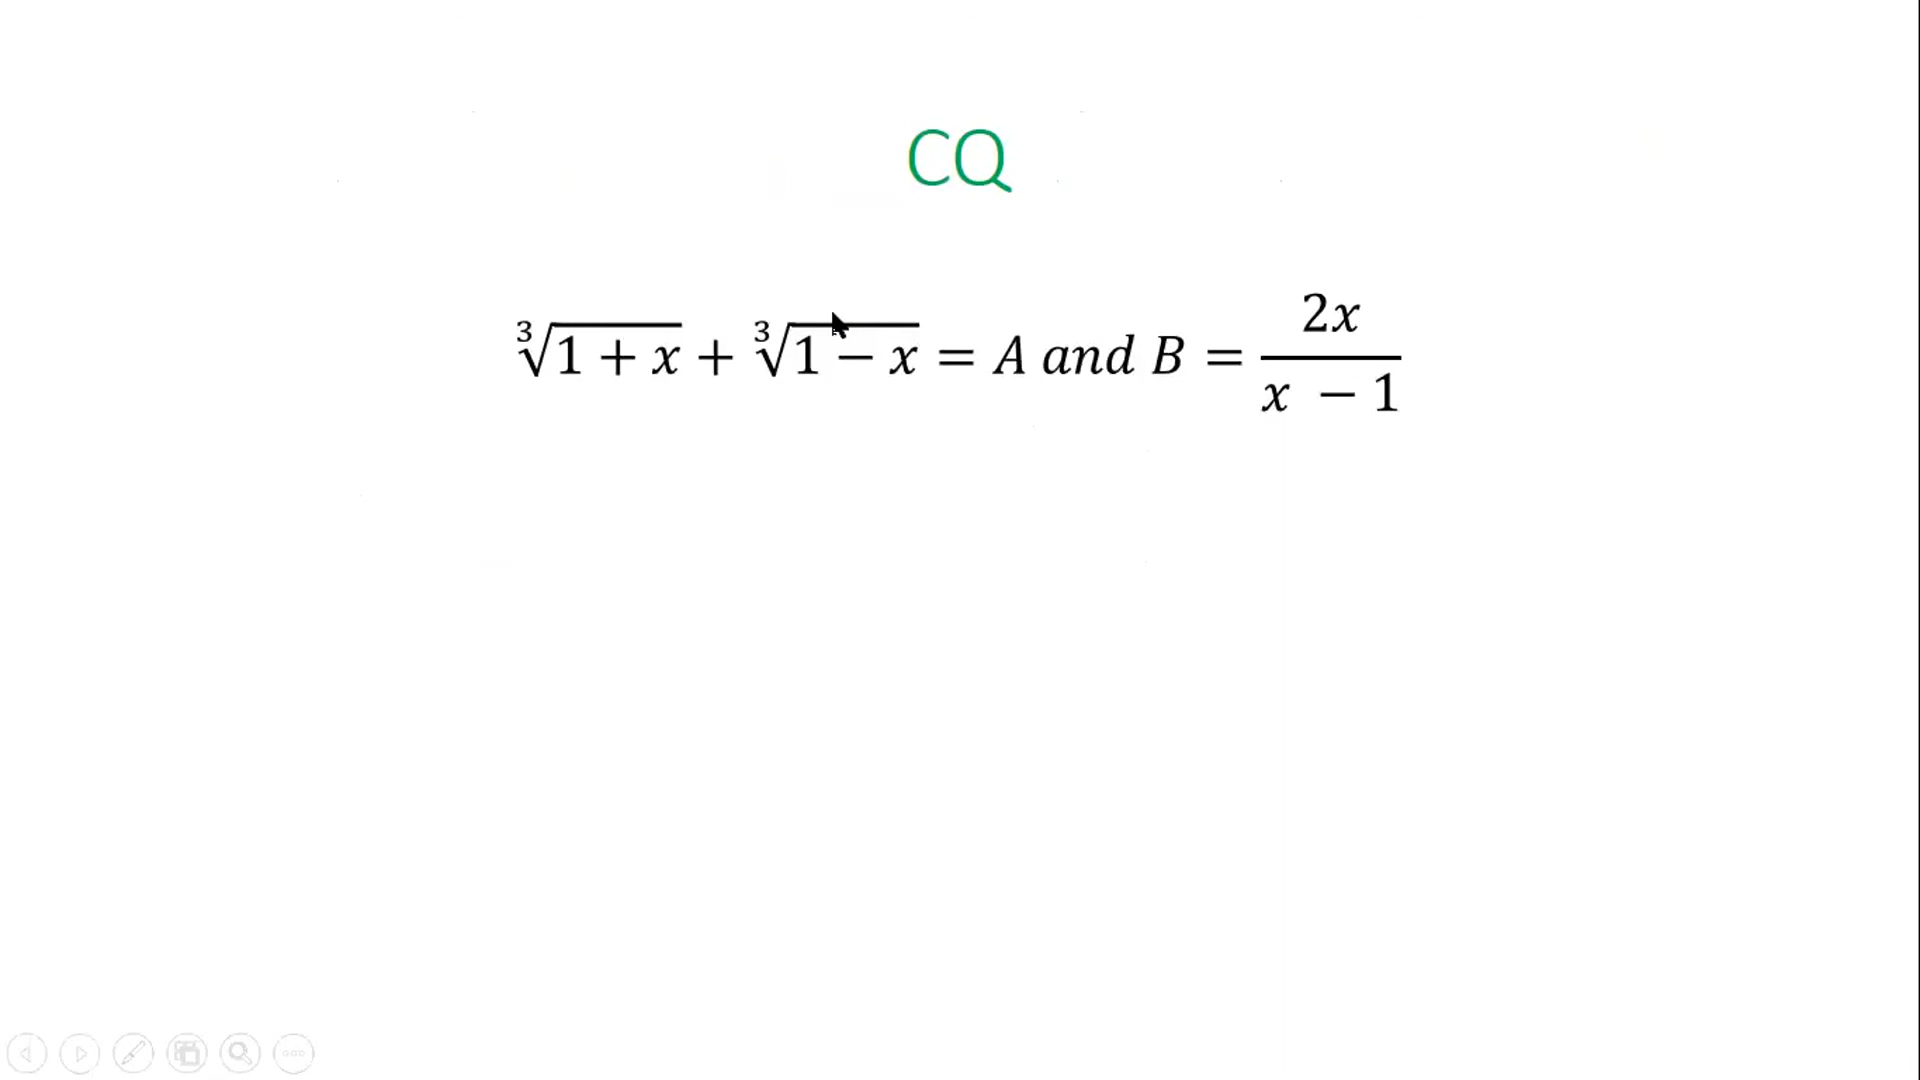 CQ
∛(1 + x) + ∛(1 − x) = A and B = 2x/(x − 1)